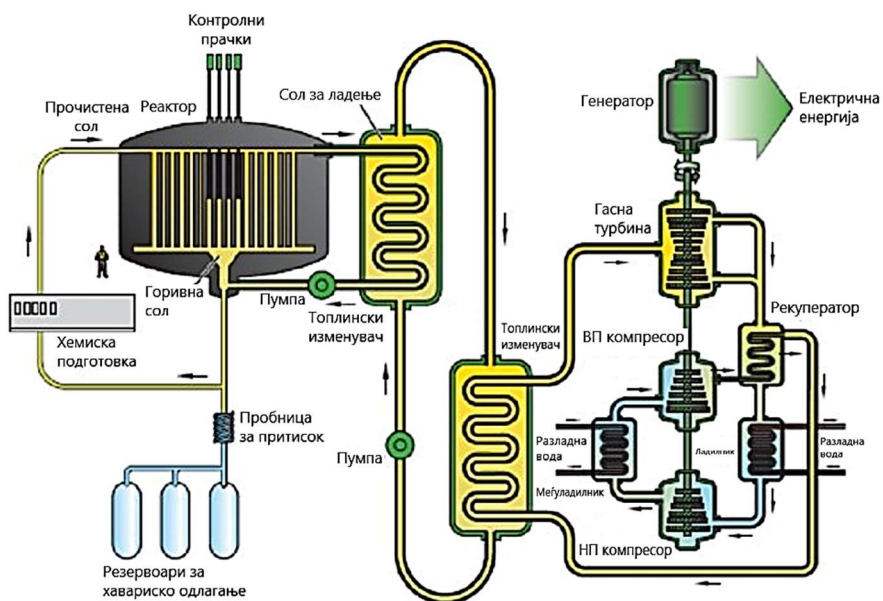 Контролни
прачки
Прочистена
сол
Реактор
Сол за ладење
Генератор
Електрична
енергија
Гасна
турбина
Горивна
сол
Пумпа
Топлински
изменувач
Хемиска
подготовка
Рекуператор
Топлински
изменувач
ВП компресор
Пробница
за притисок
Пумпа
Разладна
вода
Ладилник
Разладна
вода
Меѓуладилник
НП компресор
Резервоари за
хавариско одлагање